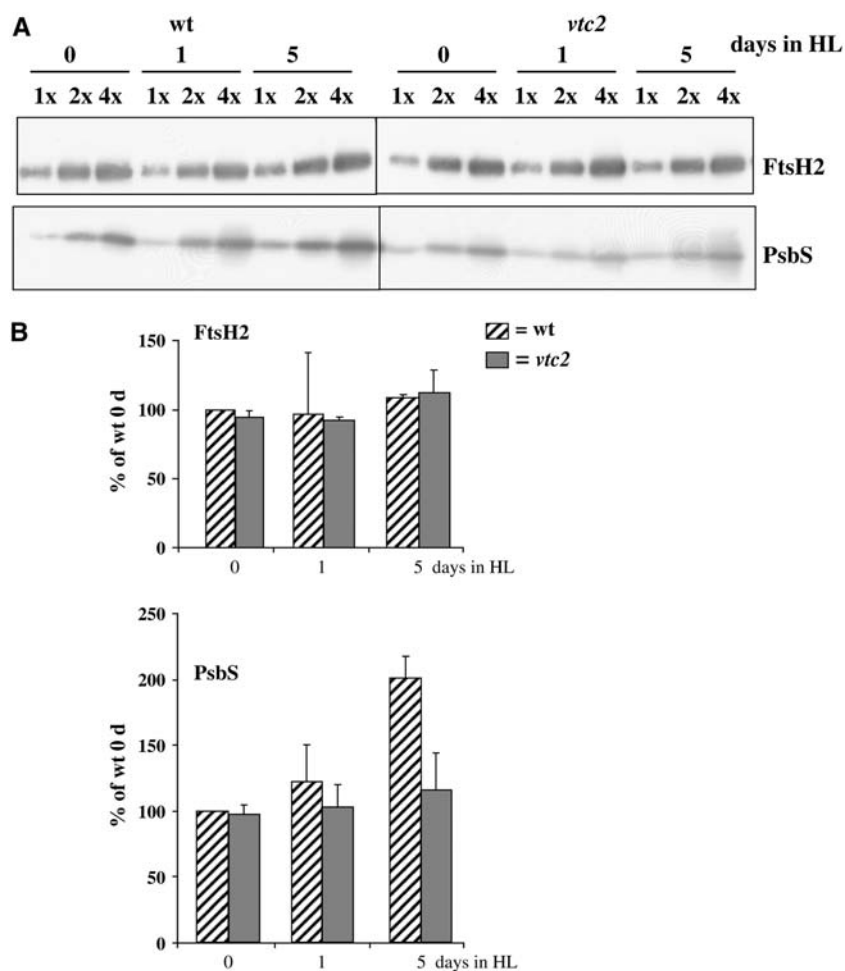 A
wt vtc2
0 1 5 0 1 5 days in HL
1x 2x 4x 1x 2x 4x 1x 2x 4x 1x 2x 4x 1x 2x 4x 1x 2x 4x
FtsH2
PsbS
B
FtsH2
= wt
= vtc2
% of wt 0 d
150
100
50
0
0 1 5 days in HL
PsbS
% of wt 0 d
250
200
150
100
50
0
0 1 5 days in HL